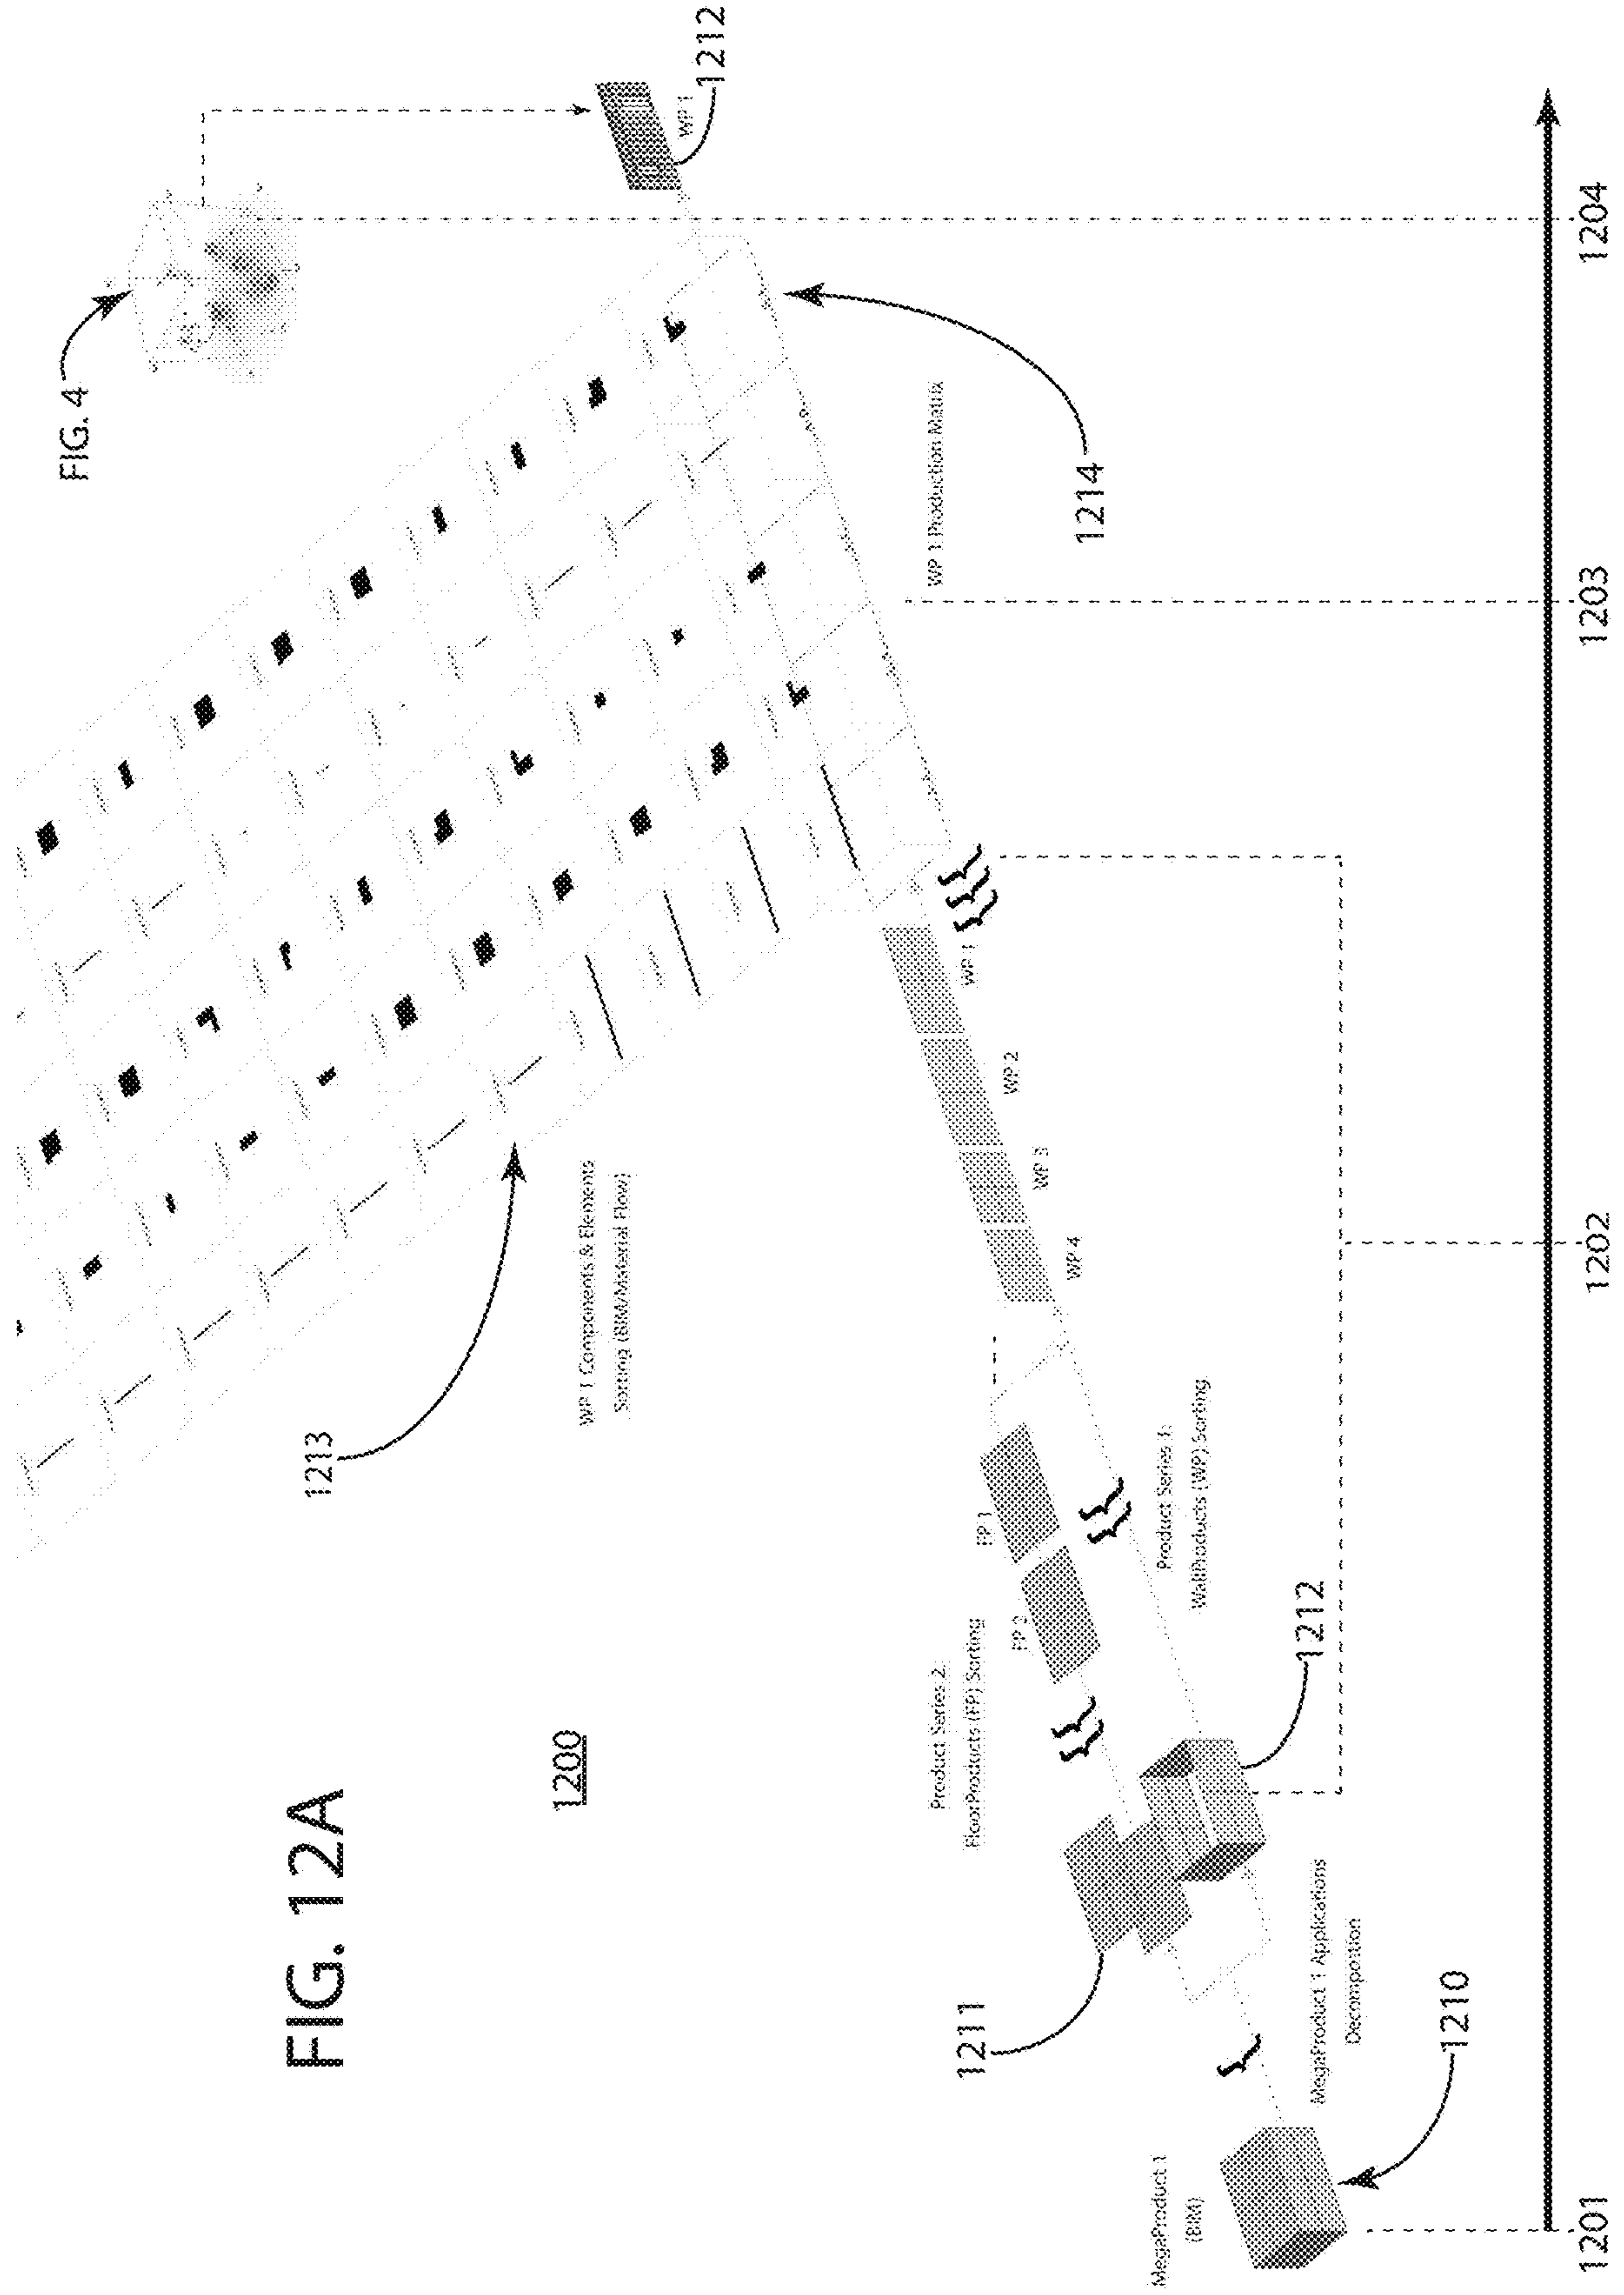 FIG. 12A
1200
FIG. 4
1213
WP 1 Components & Elements
Sorting (BIM/Material Flow)
WP 1
1212
1214
WP 1 Production Matrix
WP 1
WP 2
WP 3
WP 4
FP 1
FP 2
Product Series 2:
FloorProducts (FP) Sorting
Product Series 1:
WallProducts (WP) Sorting
1211
1212
MegaProduct 1 Applications
Decompostion
MegaProduct 1
(BIM)
1210
1201
1202
1203
1204